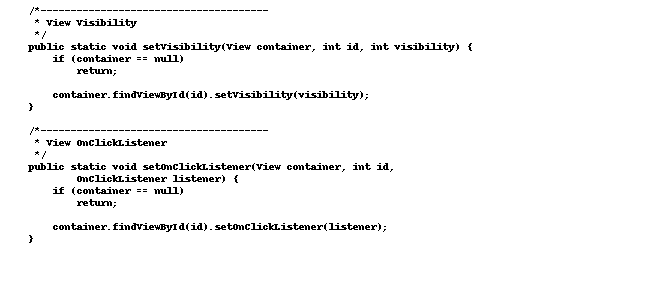 /*--------------------------------------
 * View Visibility
 */
public static void setVisibility(View container, int id, int visibility) {
    if (container == null)
        return;

    container.findViewById(id).setVisibility(visibility);
}

/*--------------------------------------
 * View OnClickListener
 */
public static void setOnClickListener(View container, int id,
        OnClickListener listener) {
    if (container == null)
        return;

    container.findViewById(id).setOnClickListener(listener);
}